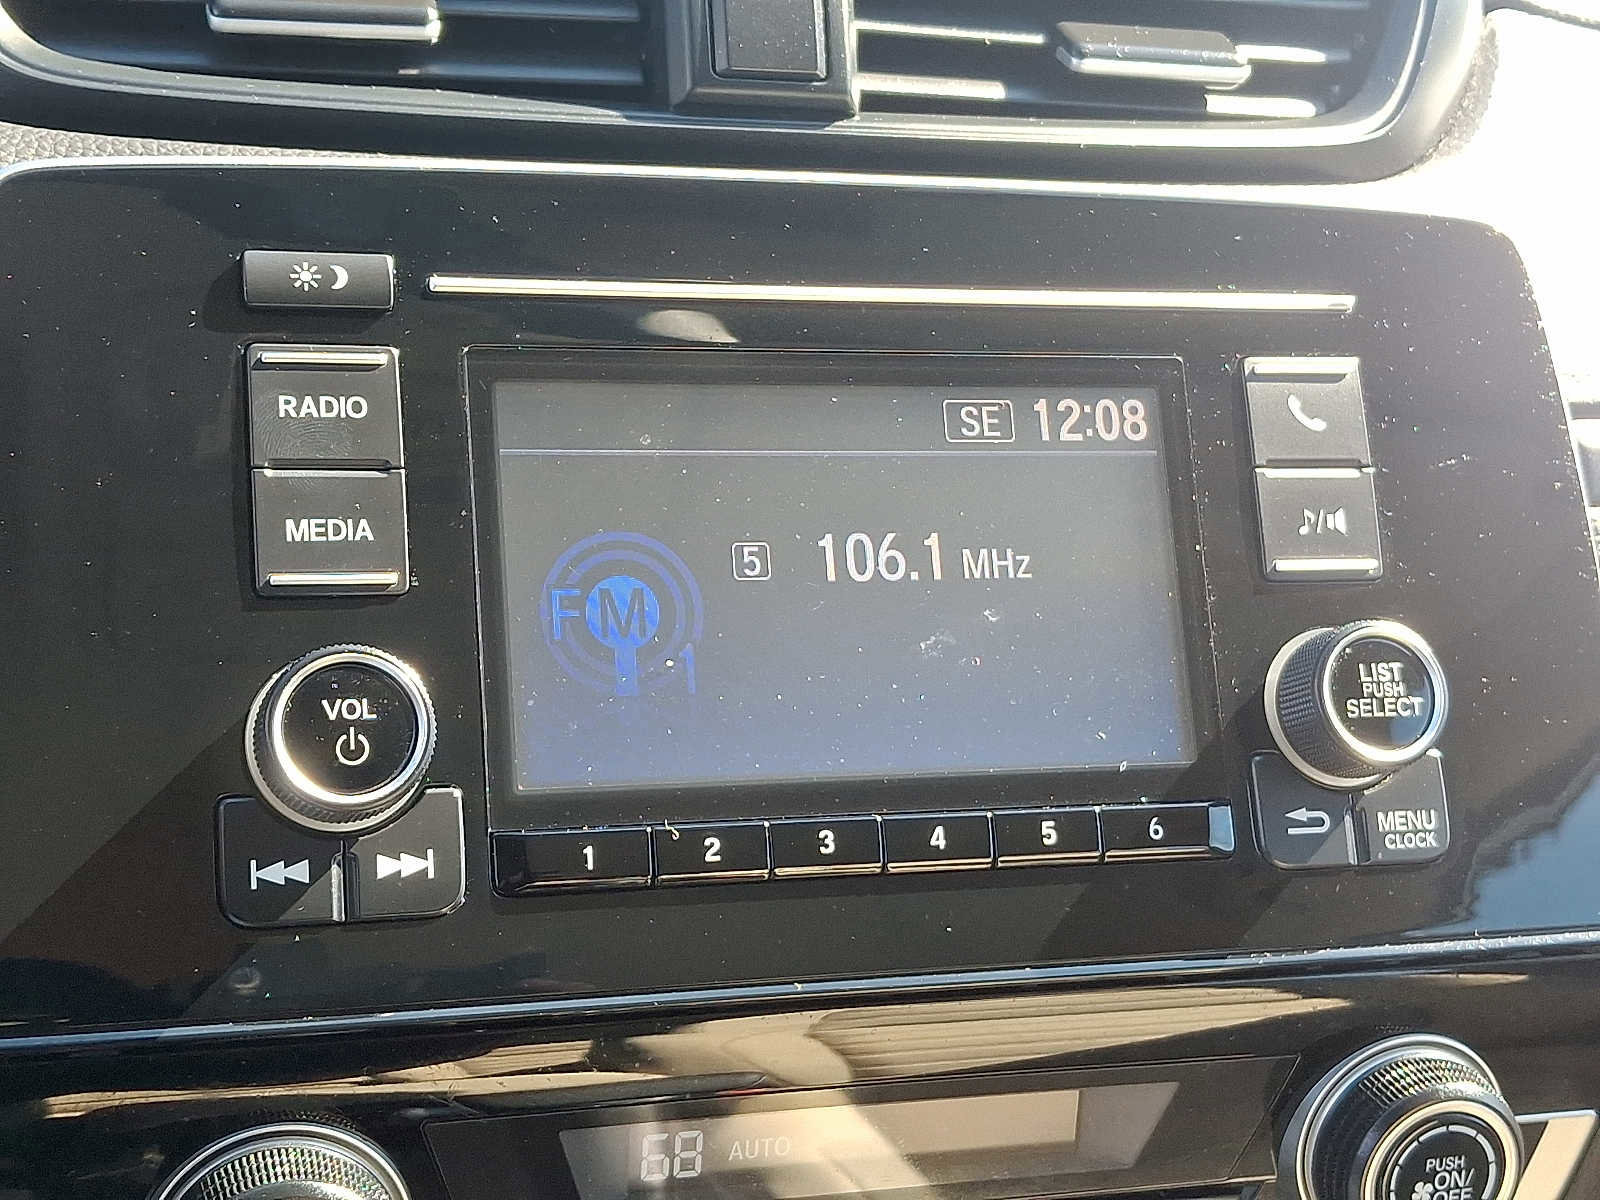 SE 12:08
RADIO
MEDIA
5 106.1 MHz
FM
1
VOL
LIST
PUSH
SELECT
1 2 3 4 5 6
MENU
CLOCK
68 AUTO
PUSH
ON/
OFF